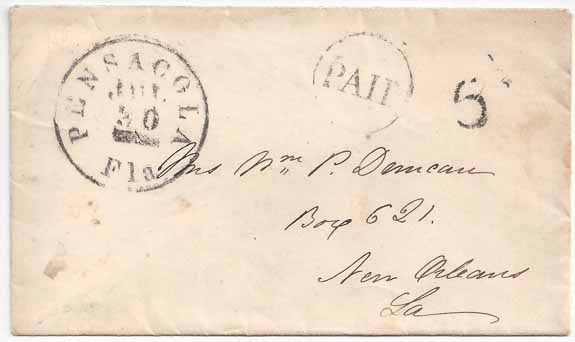 PENSACOLA
JUL
30
Fla
PAID
5
Mrs Wm P. Duncan
Box 621.
New Orleans
La